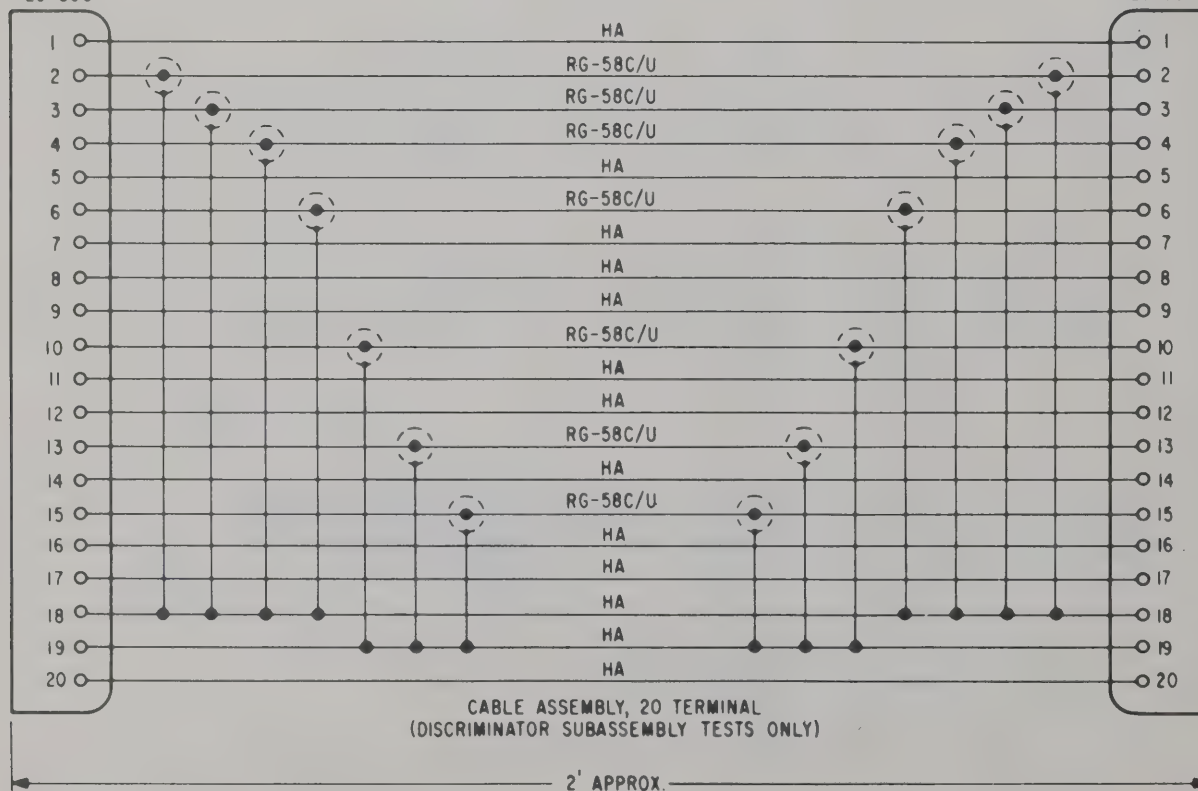 1 HA 1
2 RG-58C/U 2
3 RG-58C/U 3
4 RG-58C/U 4
5 HA 5
6 RG-58C/U 6
7 HA 7
8 HA 8
9 HA 9
10 RG-58C/U 10
11 HA 11
12 HA 12
13 RG-58C/U 13
14 HA 14
15 RG-58C/U 15
16 HA 16
17 HA 17
18 HA 18
19 HA 19
20 HA 20
CABLE ASSEMBLY, 20 TERMINAL
(DISCRIMINATOR SUBASSEMBLY TESTS ONLY)
2' APPROX.